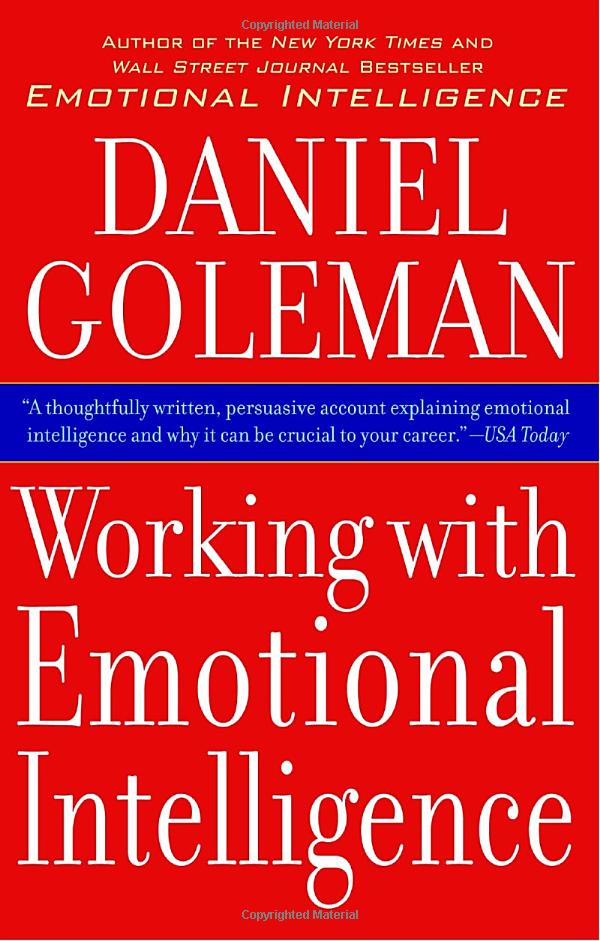 Copyrighted Material
AUTHOR OF THE NEW YORK TIMES AND
WALL STREET JOURNAL BESTSELLER
EMOTIONAL INTELLIGENCE
DANIEL
GOLEMAN
“A thoughtfully written, persuasive account explaining emotional
intelligence and why it can be crucial to your career.”—USA Today
Working with
Emotional
Intelligence
Copyrighted Material